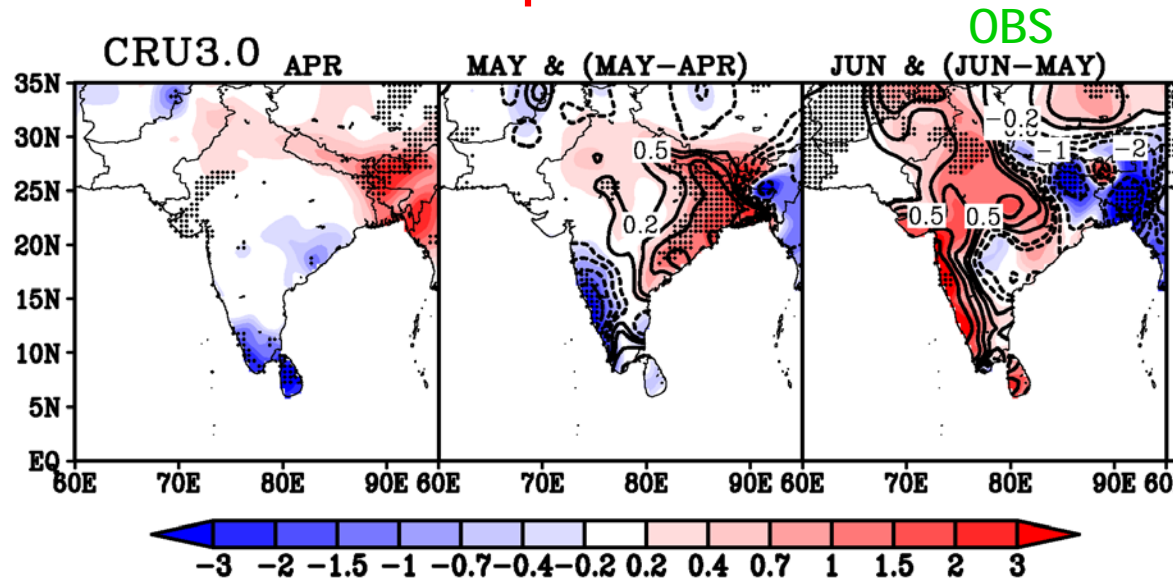 OBS
CRU3.0
APR
MAY & (MAY-APR)
JUN & (JUN-MAY)
35N
30N
25N
20N
15N
10N
5N
EQ
0.5
0.2
-0.2
-1
-2
0.5
0.5
60E 70E 80E 90E 60E 70E 80E 90E 60E 70E 80E 90E 60
-3 -2 -1.5 -1 -0.7 -0.4 -0.2 0.2 0.4 0.7 1 1.5 2 3